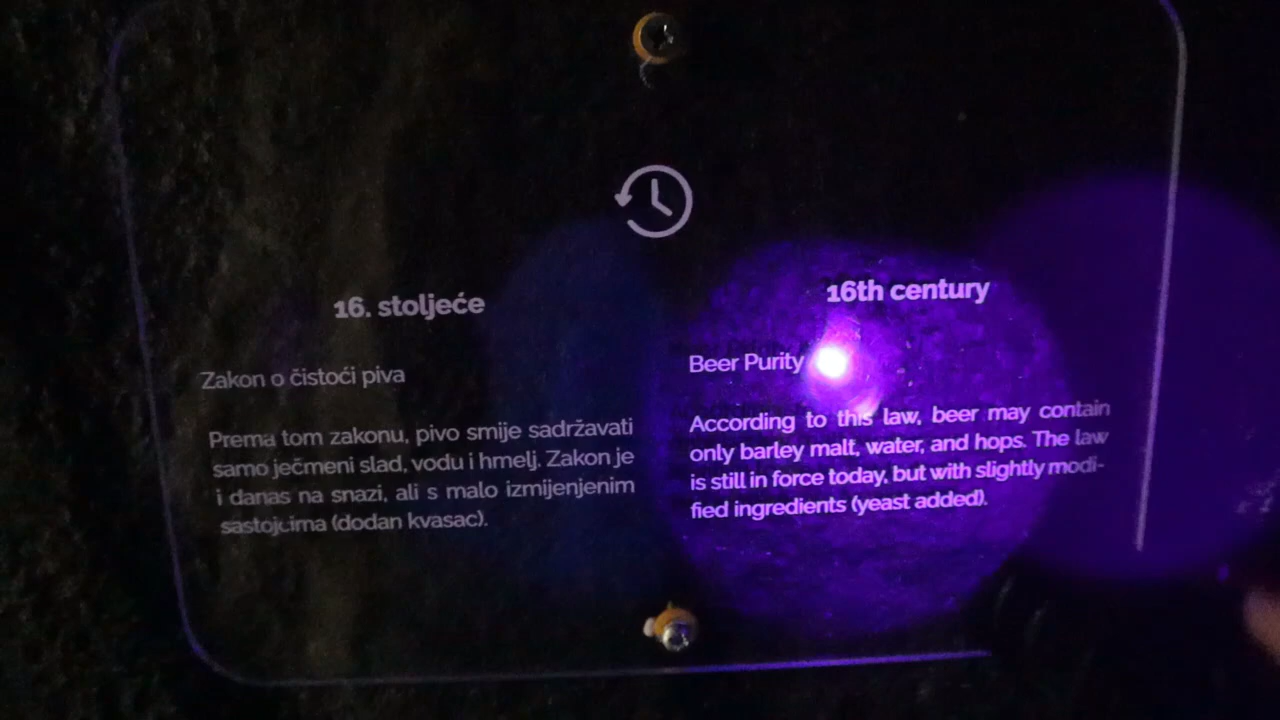 16. stoljeće
Zakon o čistoći piva
Prema tom zakonu, pivo smije sadržavati
samo ječmeni slad, vodu i hmelj. Zakon je
i danas na snazi, ali s malo izmijenjenim
sastojcima (dodan kvasac).
16th century
Beer Purity
According to this law, beer may contain
only barley malt, water, and hops. The law
is still in force today, but with slightly modi-
fied ingredients (yeast added).